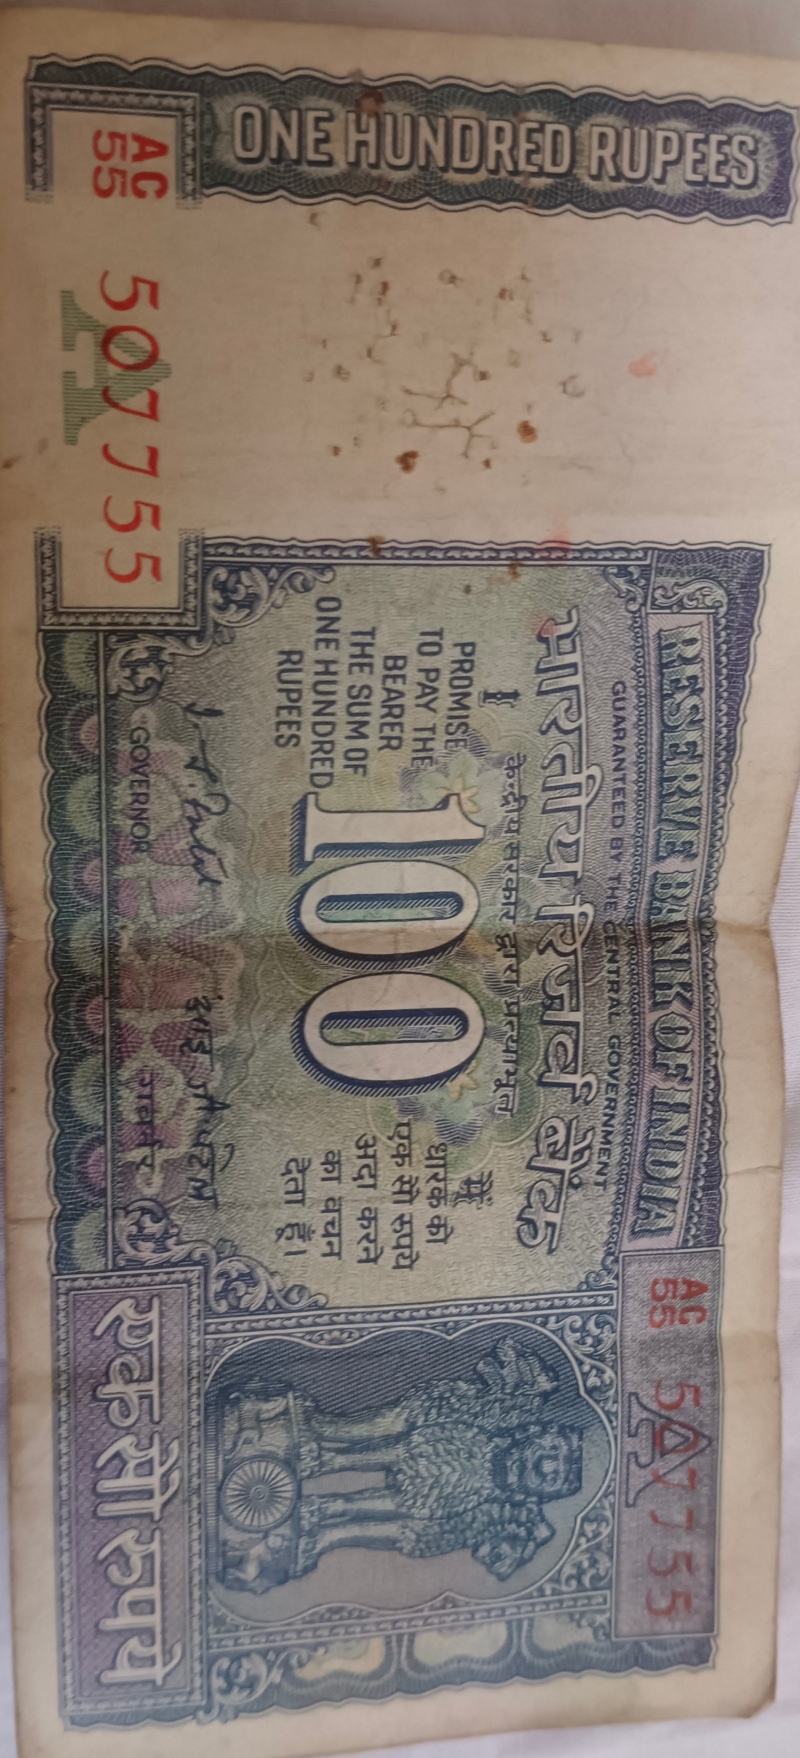 ONE HUNDRED RUPEES
AC
55
507755
A
RESERVE BANK OF INDIA
GUARANTEED BY THE CENTRAL GOVERNMENT
भारतीय रिज़र्व बैंक
केन्द्रीय सरकार द्वारा प्रत्याभूत
I
PROMISE
TO PAY THE
BEARER
THE SUM OF
ONE HUNDRED
RUPEES
100
मैं
धारक को
एक सौ रुपये
अदा करने
का वचन
देता हूँ।
GOVERNOR
गवर्नर
AC
55
507755
A
एक सौ रुपये